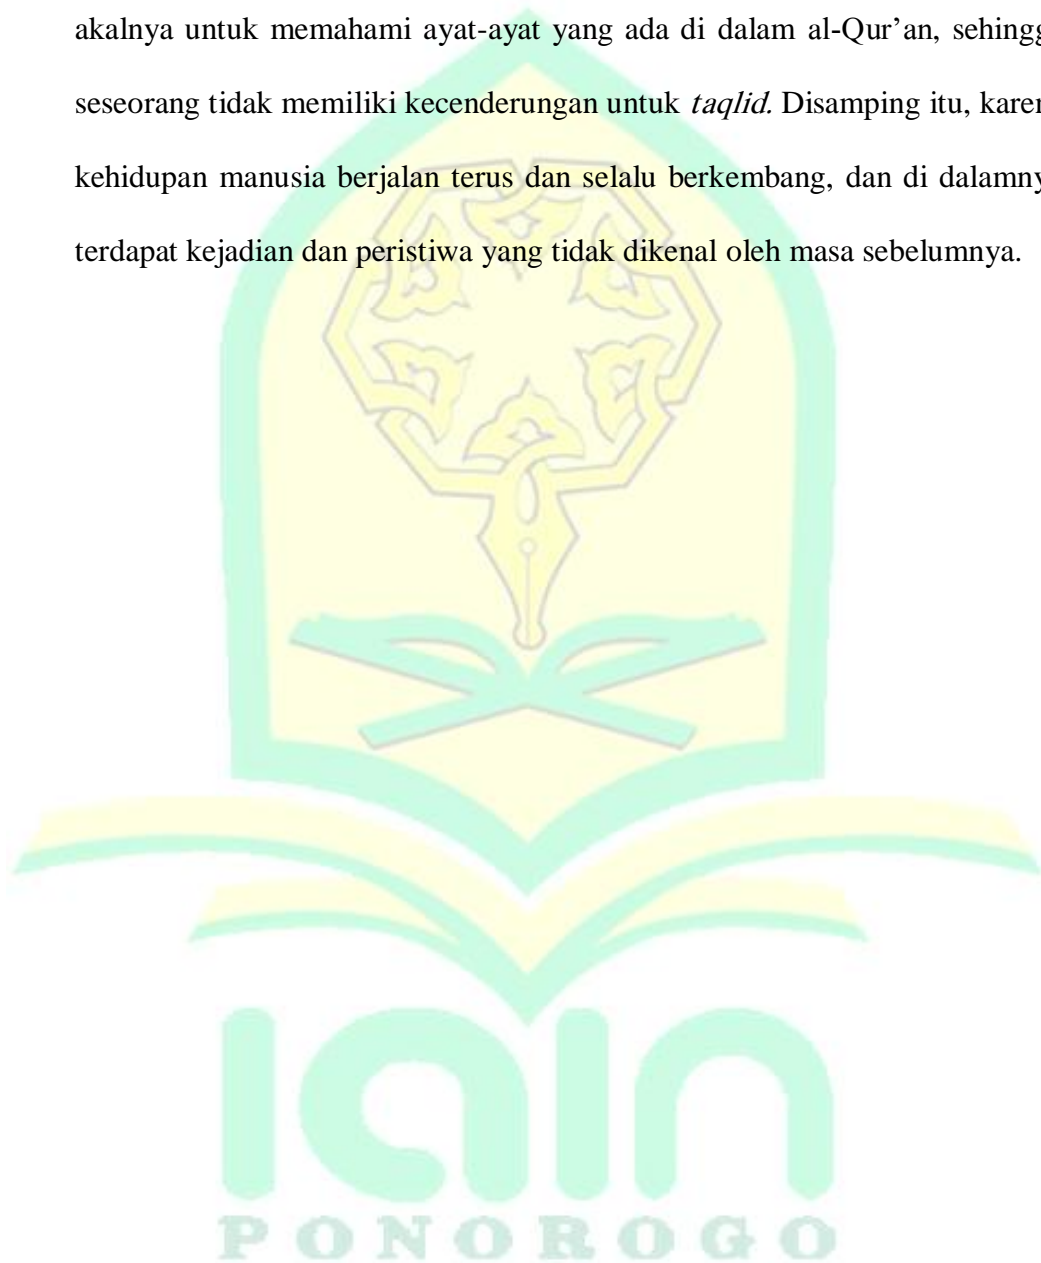 akalnya untuk memahami ayat-ayat yang ada di dalam al-Qur’an, sehingg
seseorang tidak memiliki kecenderungan untuk taqlid. Disamping itu, karen
kehidupan manusia berjalan terus dan selalu berkembang, dan di dalamny
terdapat kejadian dan peristiwa yang tidak dikenal oleh masa sebelumnya.
iain
PONOROGO